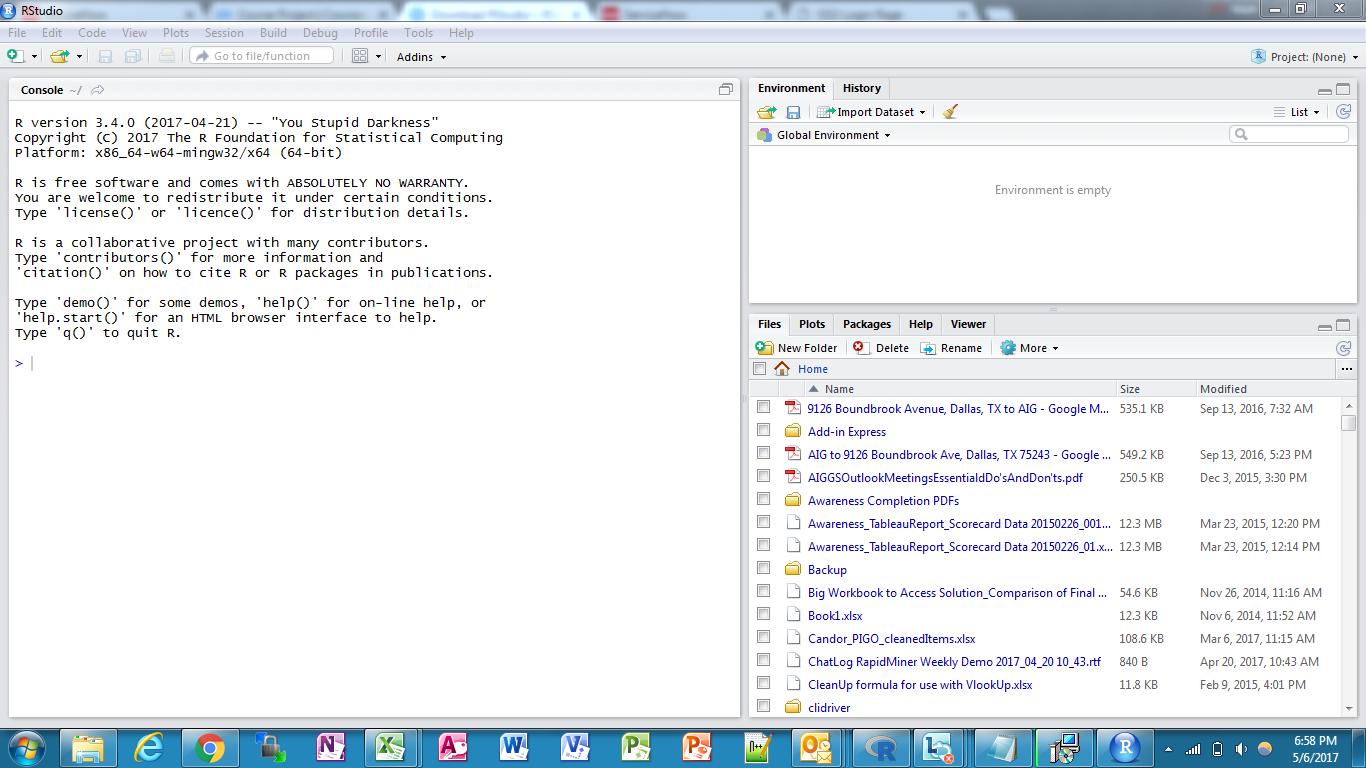 RStudio
File Edit Code View Plots Session Build Debug Profile Tools Help
Go to file/function Addins Project: (None)
Console ~/
R version 3.4.0 (2017-04-21) -- "You Stupid Darkness"
Copyright (C) 2017 The R Foundation for Statistical Computing
Platform: x86_64-w64-mingw32/x64 (64-bit)
R is free software and comes with ABSOLUTELY NO WARRANTY.
You are welcome to redistribute it under certain conditions.
Type 'license()' or 'licence()' for distribution details.
R is a collaborative project with many contributors.
Type 'contributors()' for more information and
'citation()' on how to cite R or R packages in publications.
Type 'demo()' for some demos, 'help()' for on-line help, or
'help.start()' for an HTML browser interface to help.
Type 'q()' to quit R.
>
Environment History
Import Dataset List
Global Environment
Environment is empty
Files Plots Packages Help Viewer
New Folder Delete Rename More
Home ...
Name Size Modified
9126 Boundbrook Avenue, Dallas, TX to AIG - Google M... 535.1 KB Sep 13, 2016, 7:32 AM
Add-in Express
AIG to 9126 Boundbrook Ave, Dallas, TX 75243 - Google ... 549.2 KB Sep 13, 2016, 5:23 PM
AIGGSOutlookMeetingsEssentialdDo'sAndDon'ts.pdf 250.5 KB Dec 3, 2015, 3:30 PM
Awareness Completion PDFs
Awareness_TableauReport_Scorecard Data 20150226_001... 12.3 MB Mar 23, 2015, 12:20 PM
Awareness_TableauReport_Scorecard Data 20150226_01.x... 12.3 MB Mar 23, 2015, 12:14 PM
Backup
Big Workbook to Access Solution_Comparison of Final ... 54.6 KB Nov 26, 2014, 11:16 AM
Book1.xlsx 12.3 KB Nov 6, 2014, 11:52 AM
Candor_PIGO_cleanedItems.xlsx 108.6 KB Mar 6, 2017, 11:15 AM
ChatLog RapidMiner Weekly Demo 2017_04_20 10_43.rtf 840 B Apr 20, 2017, 10:43 AM
CleanUp formula for use with VlookUp.xlsx 11.8 KB Feb 9, 2015, 4:01 PM
clidriver
6:58 PM
5/6/2017